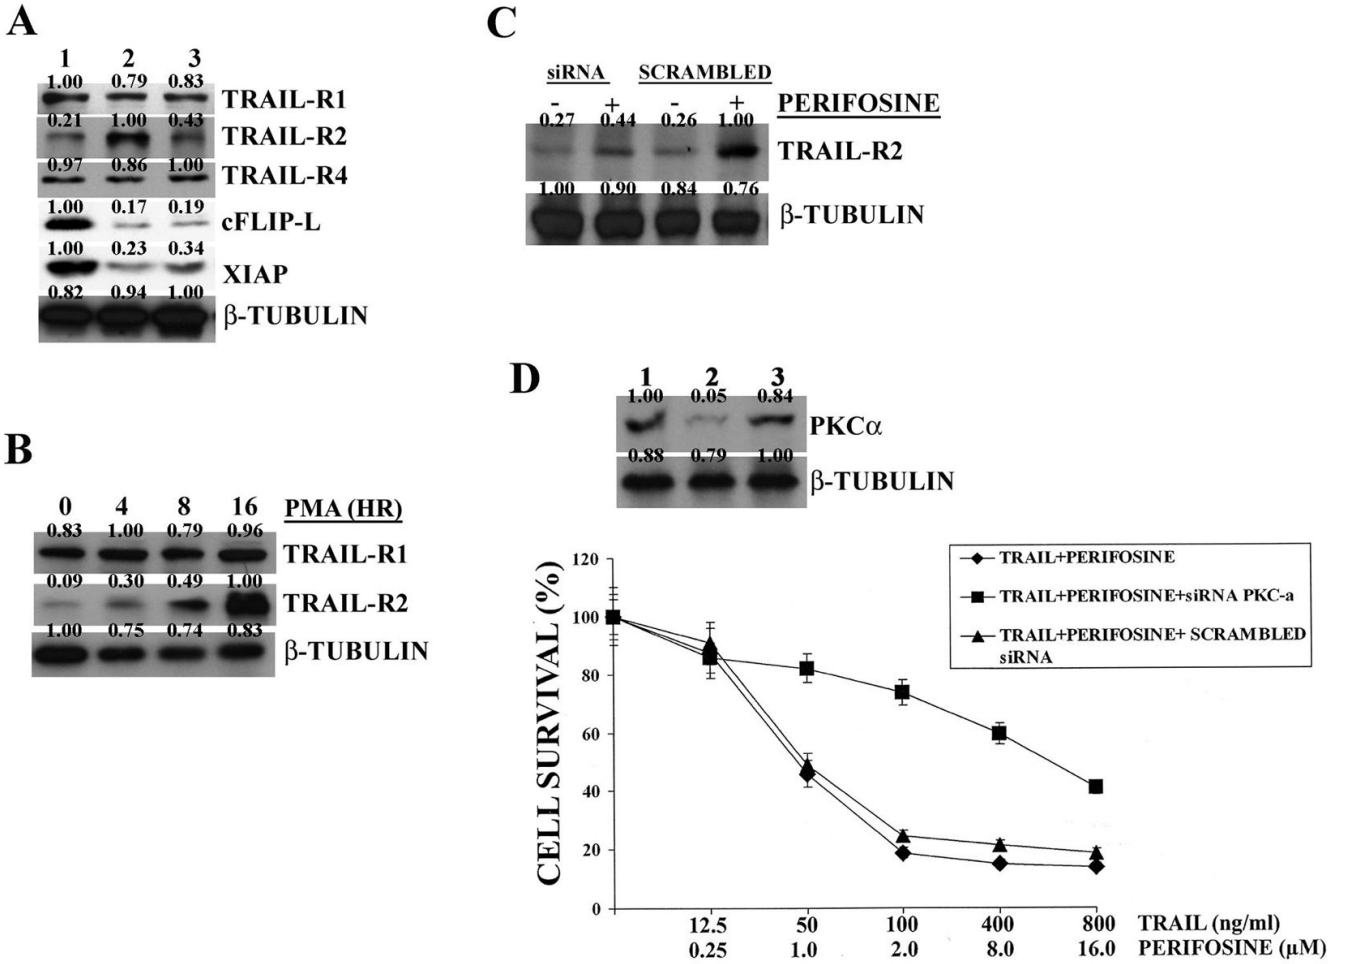 A
1 2 3
1.00 0.79 0.83
TRAIL-R1
0.21 1.00 0.43
TRAIL-R2
0.97 0.86 1.00
TRAIL-R4
1.00 0.17 0.19
cFLIP-L
1.00 0.23 0.34
XIAP
0.82 0.94 1.00
β-TUBULIN
B
0 4 8 16 PMA (HR)
0.83 1.00 0.79 0.96
TRAIL-R1
0.09 0.30 0.49 1.00
TRAIL-R2
1.00 0.75 0.74 0.83
β-TUBULIN
C
siRNA SCRAMBLED
- + - + PERIFOSINE
0.27 0.44 0.26 1.00
TRAIL-R2
1.00 0.90 0.84 0.76
β-TUBULIN
D
1 2 3
1.00 0.05 0.84
PKCα
0.88 0.79 1.00
β-TUBULIN
CELL SURVIVAL (%)
120
100
80
60
40
20
0
TRAIL+PERIFOSINE
TRAIL+PERIFOSINE+siRNA PKC-a
TRAIL+PERIFOSINE+ SCRAMBLED
siRNA
12.5 50 100 400 800 TRAIL (ng/ml)
0.25 1.0 2.0 8.0 16.0 PERIFOSINE (µM)